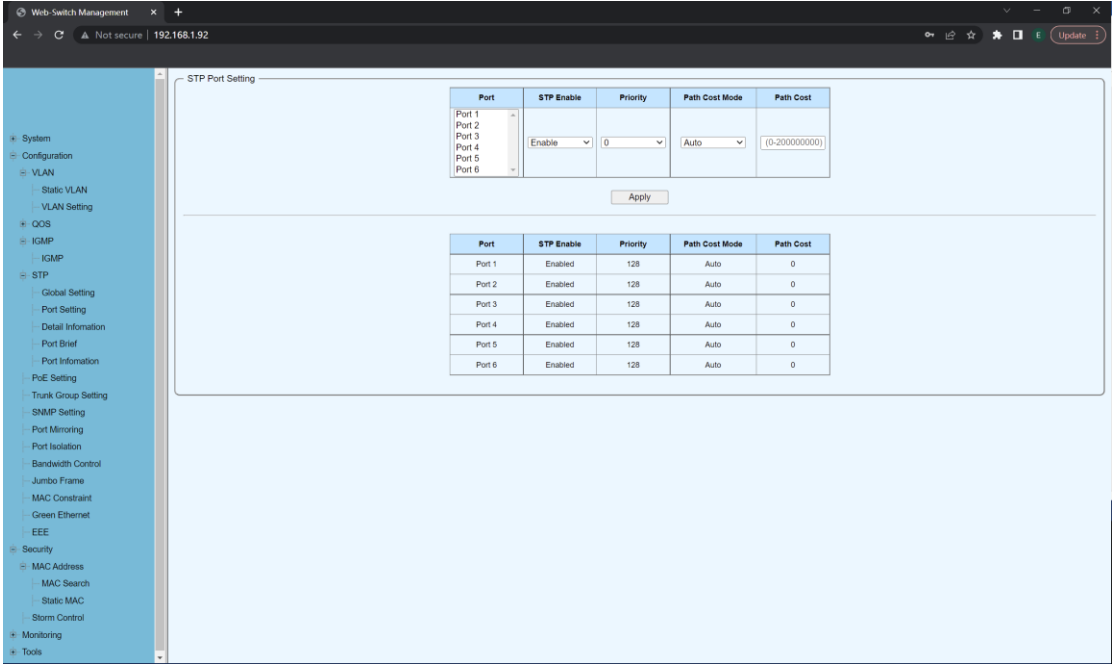 Web-Switch Management
Not secure 192.168.1.92
E Update
System
Configuration
VLAN
Static VLAN
VLAN Setting
QOS
IGMP
IGMP
STP
Global Setting
Port Setting
Detail Infomation
Port Brief
Port Infomation
PoE Setting
Trunk Group Setting
SNMP Setting
Port Mirroring
Port Isolation
Bandwidth Control
Jumbo Frame
MAC Constraint
Green Ethernet
EEE
Security
MAC Address
MAC Search
Static MAC
Storm Control
Monitoring
Tools
STP Port Setting
Port STP Enable Priority Path Cost Mode Path Cost
Port 1
Port 2
Port 3
Port 4
Port 5
Port 6
Enable 0 Auto (0-200000000)
Apply
Port STP Enable Priority Path Cost Mode Path Cost
Port 1 Enabled 128 Auto 0
Port 2 Enabled 128 Auto 0
Port 3 Enabled 128 Auto 0
Port 4 Enabled 128 Auto 0
Port 5 Enabled 128 Auto 0
Port 6 Enabled 128 Auto 0